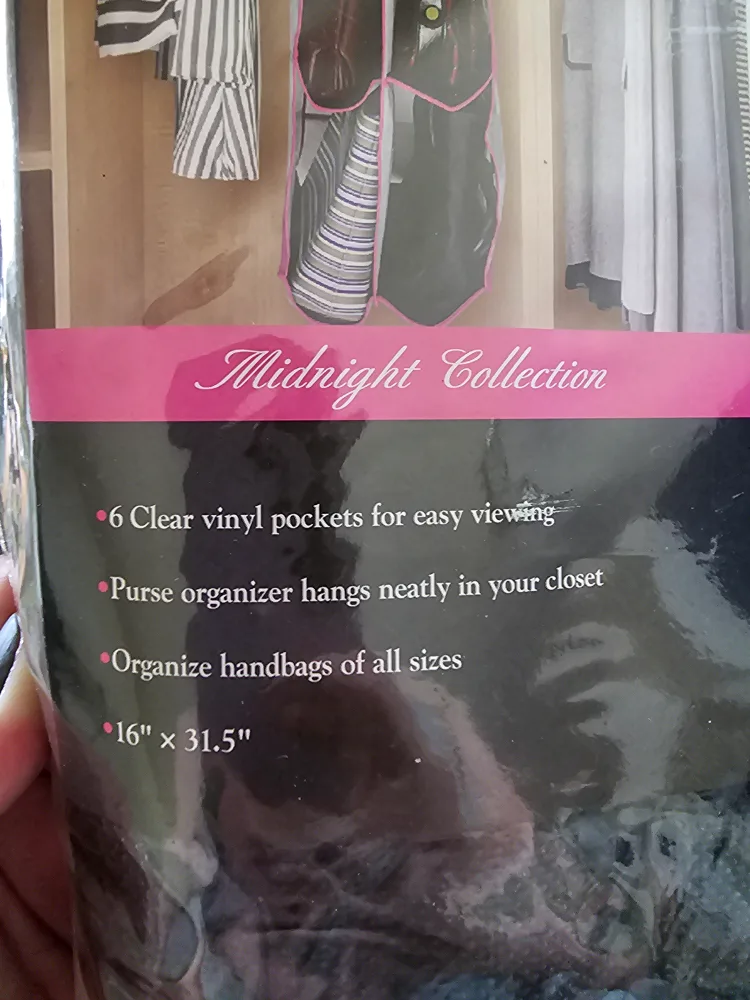 Midnight Collection
•6 Clear vinyl pockets for easy viewing
•Purse organizer hangs neatly in your closet
•Organize handbags of all sizes
•16" x 31.5"